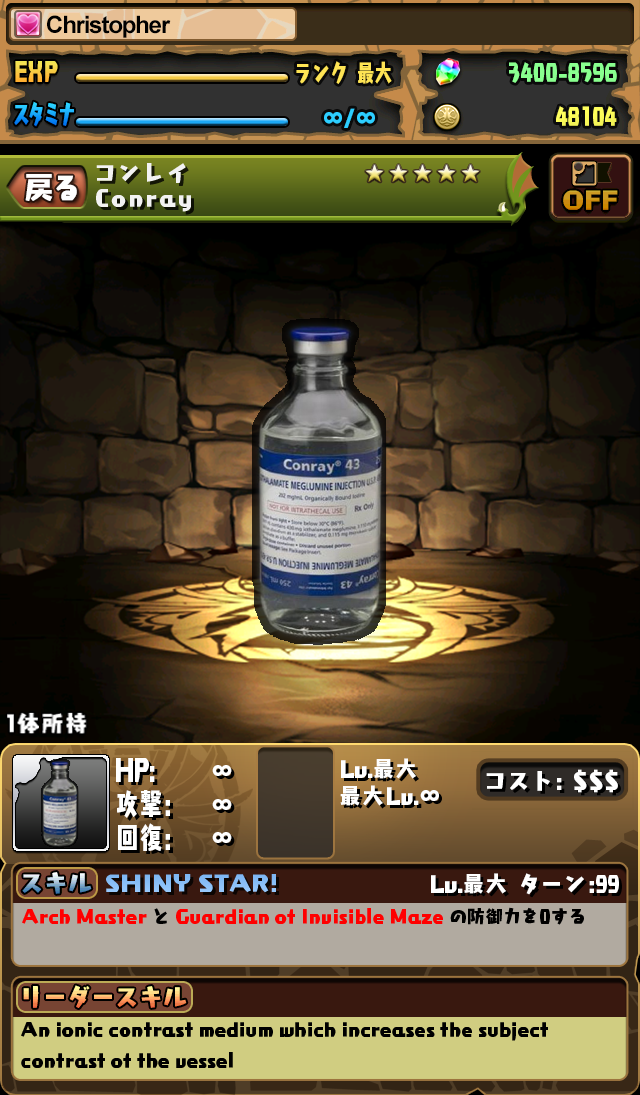 Christopher
EXP ランク 最大
3400-8596
スタミナ ∞/∞
48104
戻る
コンレイ
Conray
OFF
Conray® 43
THALAMATE MEGLUMINE INJECTION U.S.P.
202 mg/mL Organically Bound Iodine
NOT FOR INTRATHECAL USE Rx Only
250 mL
1体所持
HP: ∞
攻撃: ∞
回復: ∞
Lv.最大
最大Lv.∞
コスト: $$$
スキル SHINY STAR! Lv.最大 ターン:99
Arch Master と Guardian of Invisible Maze の防御力を0する
リーダースキル
An ionic contrast medium which increases the subject
contrast of the vessel